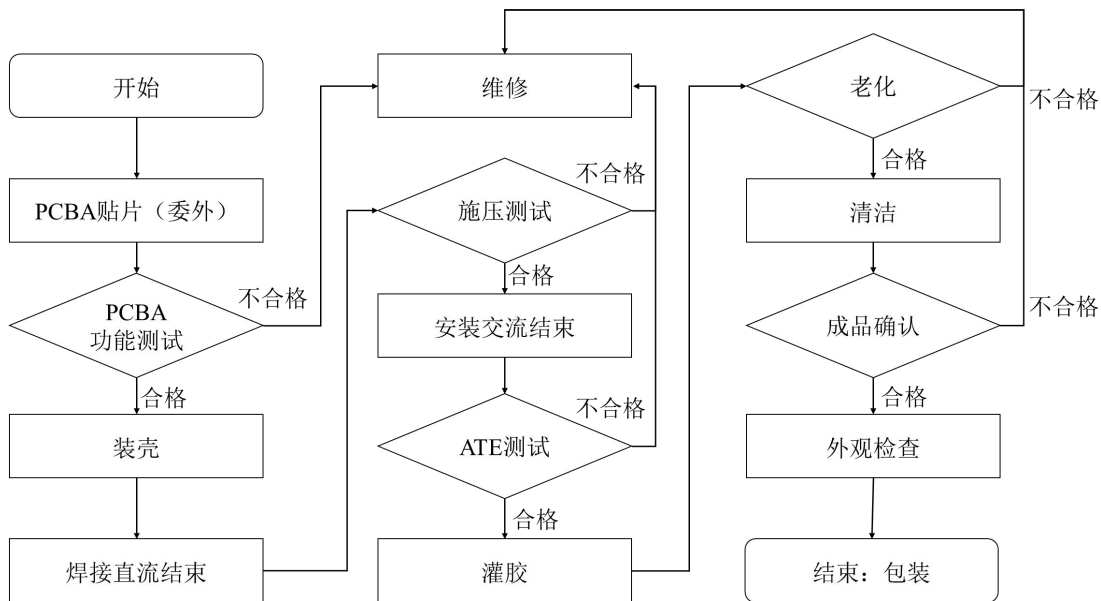 开始
PCBA贴片（委外）
PCBA
功能测试
不合格
合格
装壳
焊接直流结束
维修
施压测试
不合格
合格
安装交流结束
ATE测试
不合格
合格
灌胶
老化
不合格
合格
清洁
成品确认
不合格
合格
外观检查
结束：包装